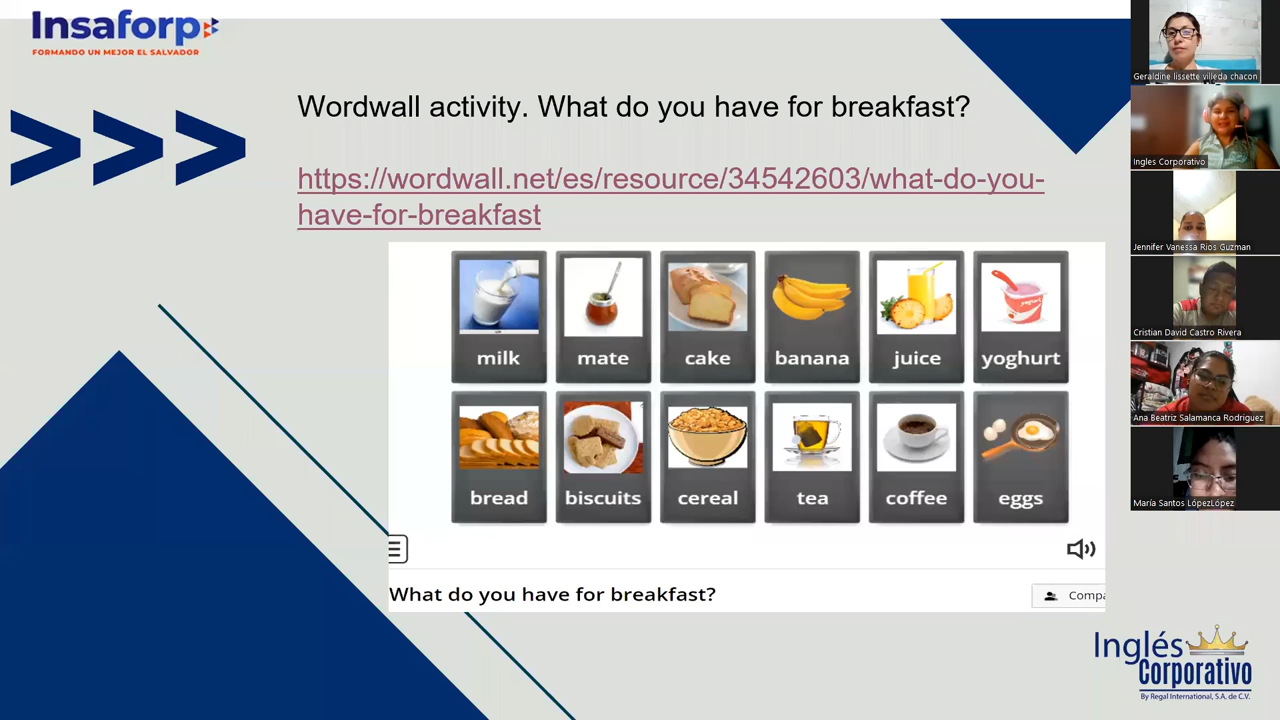 Insaforp
FORMANDO UN MEJOR EL SALVADOR
Wordwall activity. What do you have for breakfast?
https://wordwall.net/es/resource/34542603/what-do-you-
have-for-breakfast
milk
mate
cake
banana
juice
yoghurt
bread
biscuits
cereal
tea
coffee
eggs
What do you have for breakfast?
Compa
Geraldine lissette villeda chacon
Ingles Corporativo
Jennifer Vanessa Rios Guzman
Cristian David Castro Rivera
Ana Beatriz Salamanca Rodriguez
María Santos LópezLópez
Inglés
Corporativo
By Regal International, S.A. de C.V.